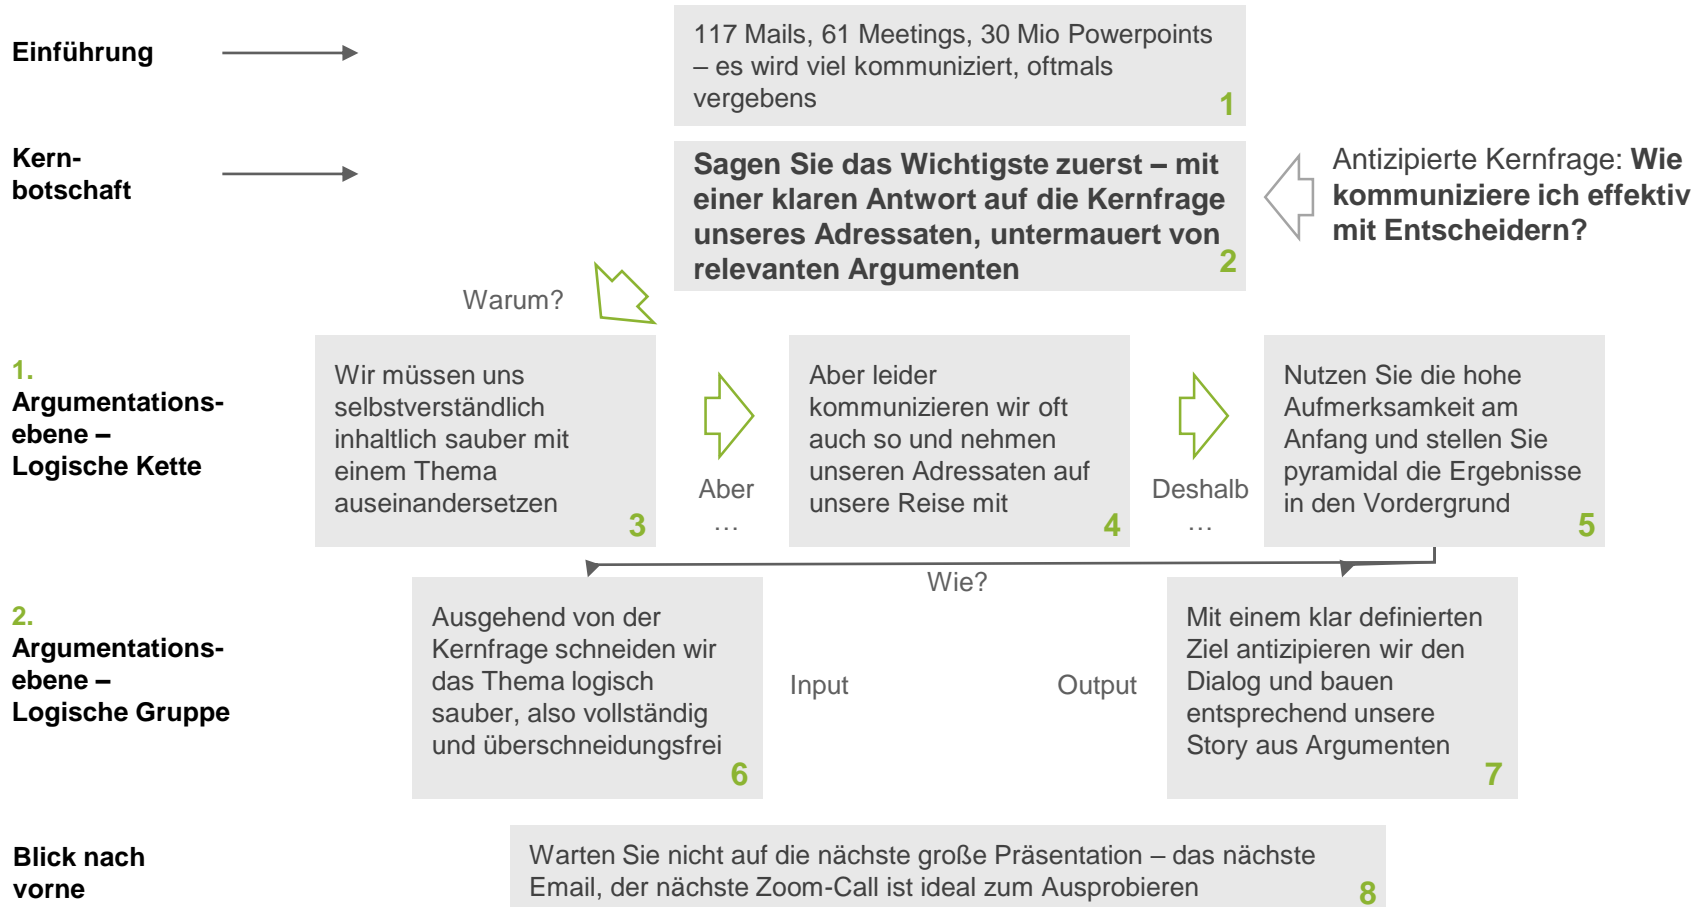 Einführung
117 Mails, 61 Meetings, 30 Mio Powerpoints
– es wird viel kommuniziert, oftmals
vergebens
1
Kern-
botschaft
Sagen Sie das Wichtigste zuerst – mit
einer klaren Antwort auf die Kernfrage
unseres Adressaten, untermauert von
relevanten Argumenten
2
Antizipierte Kernfrage: Wie
kommuniziere ich effektiv
mit Entscheidern?
Warum?
1.
Argumentations-
ebene –
Logische Kette
Wir müssen uns
selbstverständlich
inhaltlich sauber mit
einem Thema
auseinandersetzen
3
Aber
…
Aber leider
kommunizieren wir oft
auch so und nehmen
unseren Adressaten auf
unsere Reise mit
4
Deshalb
…
Nutzen Sie die hohe
Aufmerksamkeit am
Anfang und stellen Sie
pyramidal die Ergebnisse
in den Vordergrund
5
Wie?
2.
Argumentations-
ebene –
Logische Gruppe
Ausgehend von der
Kernfrage schneiden wir
das Thema logisch
sauber, also vollständig
und überschneidungsfrei
6
Input
Output
Mit einem klar definierten
Ziel antizipieren wir den
Dialog und bauen
entsprechend unsere
Story aus Argumenten
7
Blick nach
vorne
Warten Sie nicht auf die nächste große Präsentation – das nächste
Email, der nächste Zoom-Call ist ideal zum Ausprobieren
8